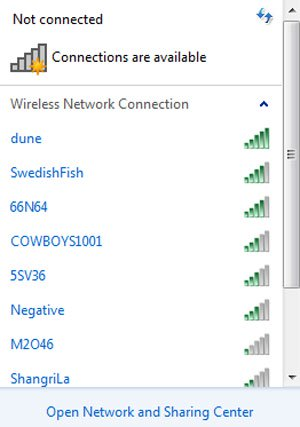 Not connected
Connections are available
Wireless Network Connection
dune
SwedishFish
66N64
COWBOYS1001
5SV36
Negative
M2O46
ShangriLa
Open Network and Sharing Center